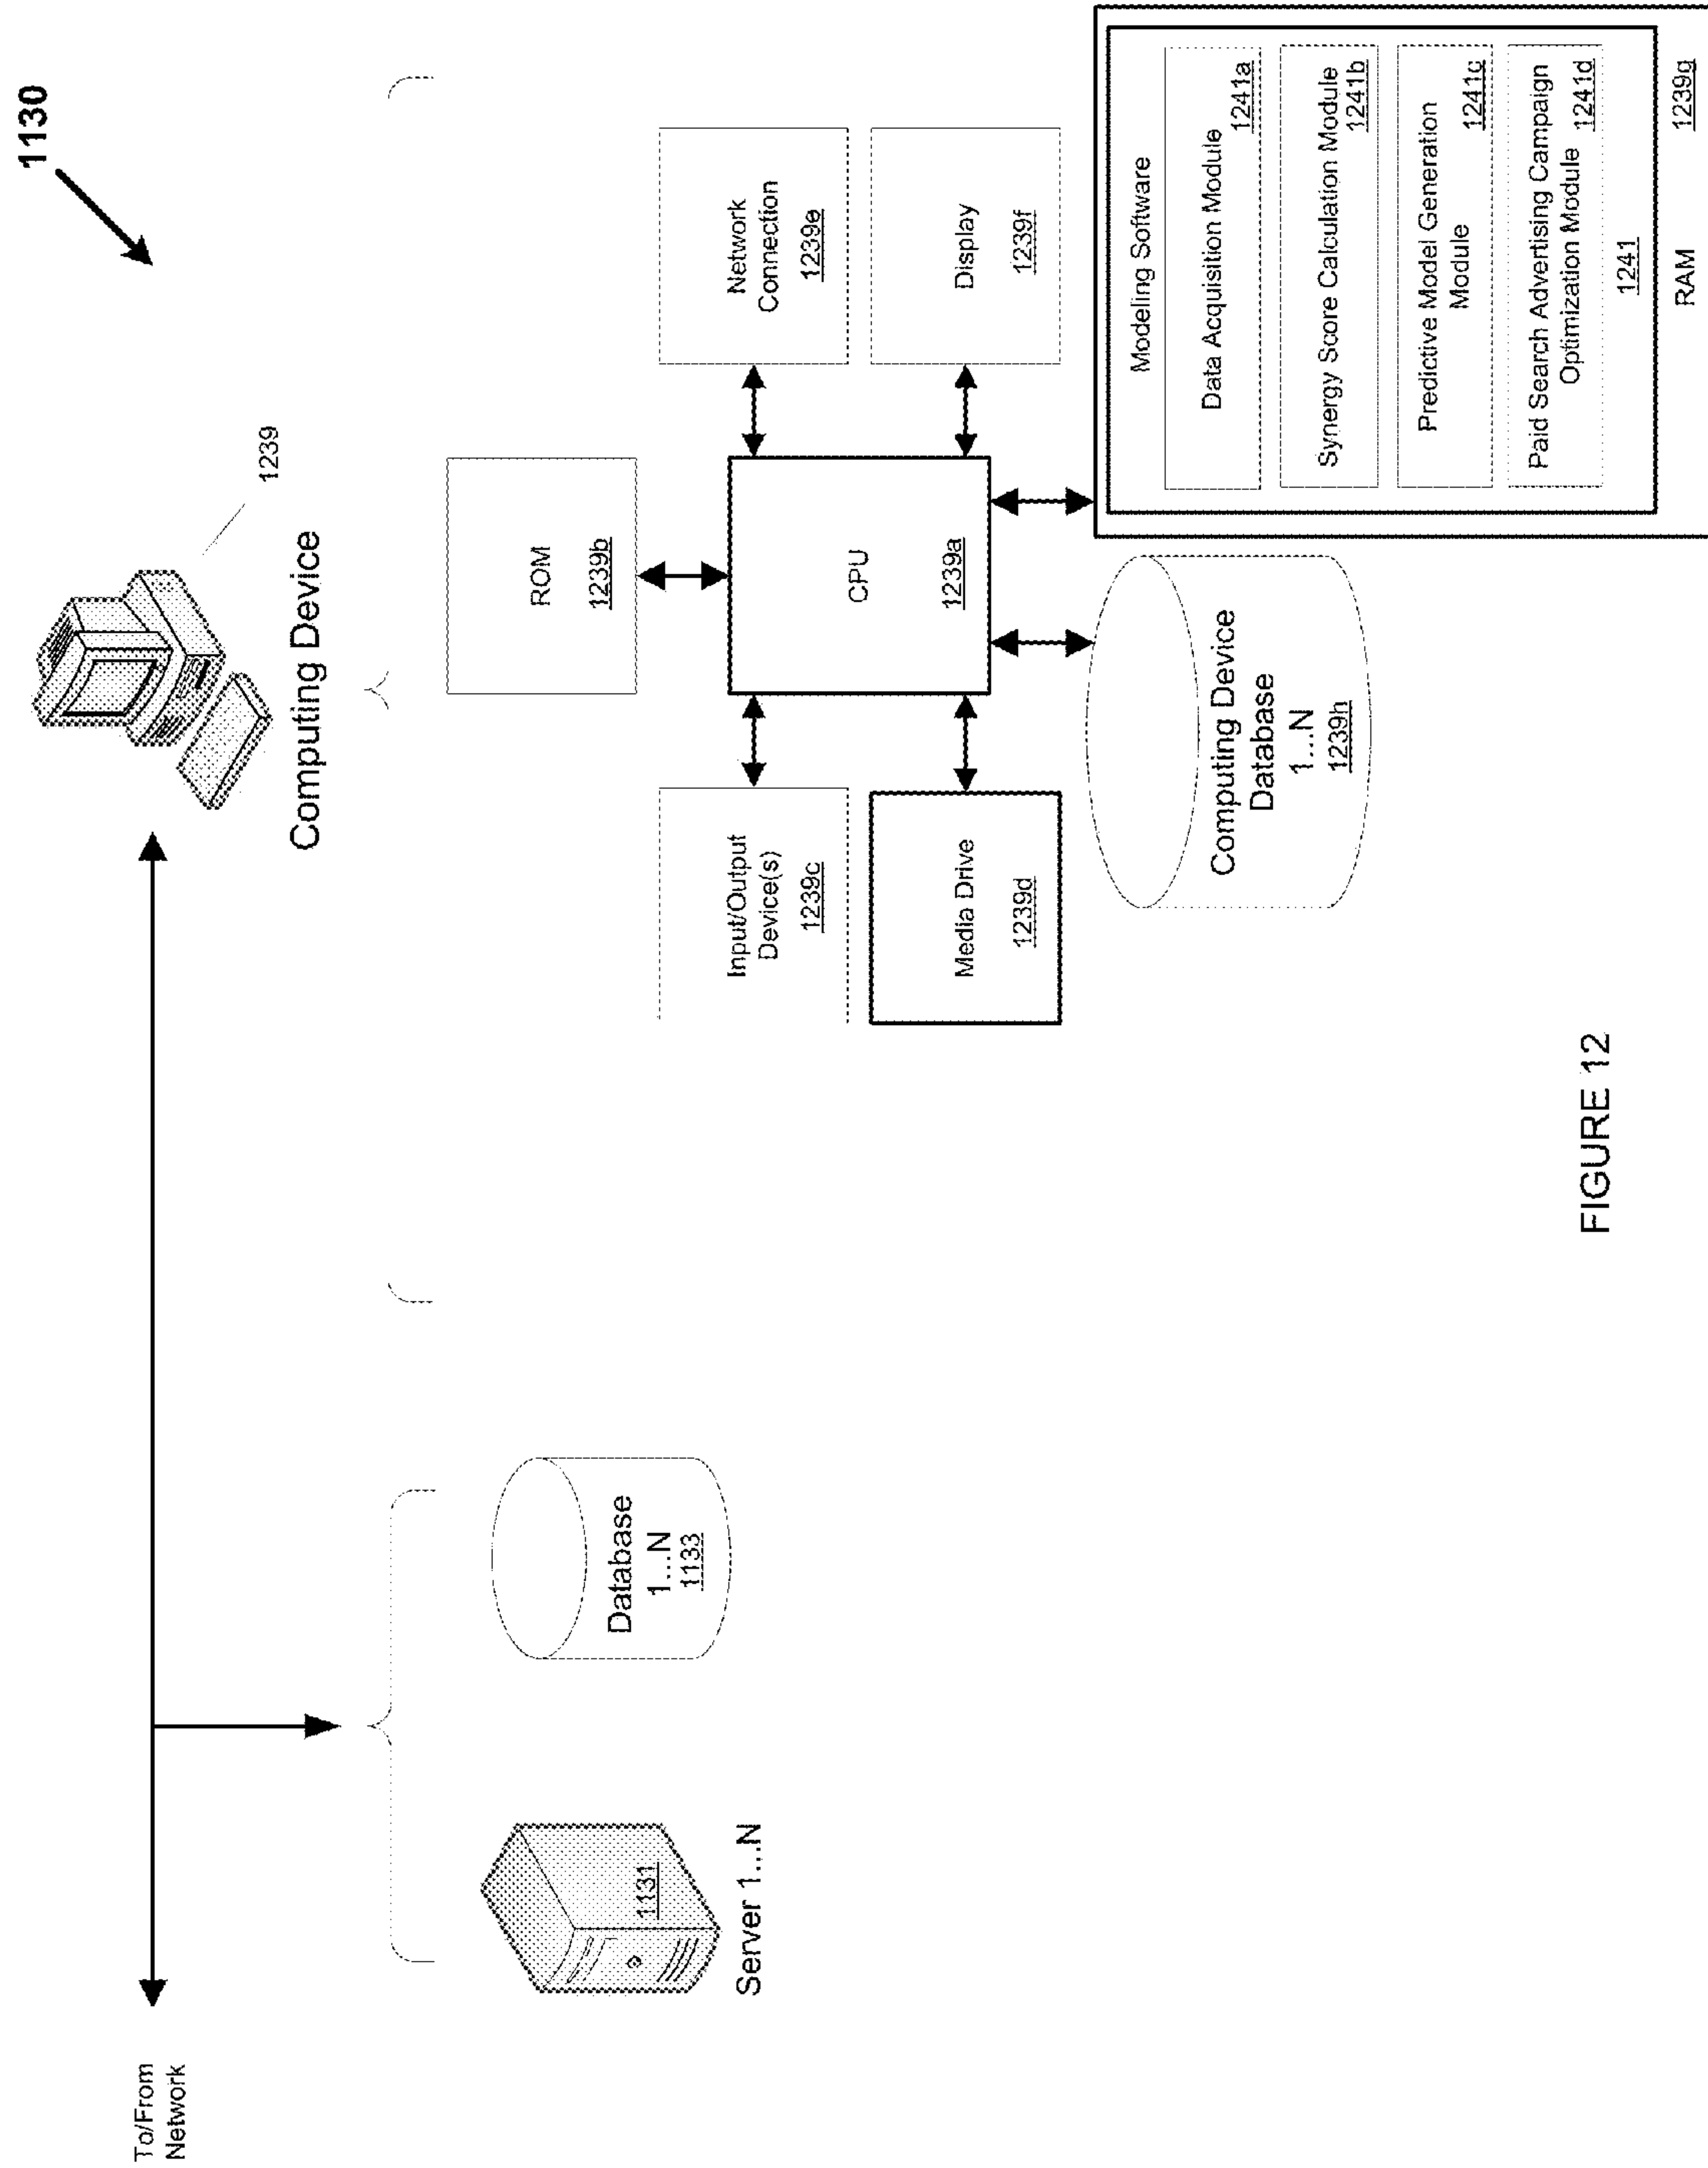 1130
To/From
Network
1239
Computing Device
1131
Server 1...N
Database
1...N
1133
ROM
1239b
Input/Output
Device(s)
1239c
Network
Connection
1239e
CPU
1239a
Media Drive
1239d
Display
1239f
Computing Device
Database
1...N
1239h
Modeling Software
Data Acquisition Module
1241a
Synergy Score Calculation Module
1241b
Predictive Model Generation
Module
1241c
Paid Search Advertising Campaign
Optimization Module 1241d
1241
RAM
1239g
FIGURE 12